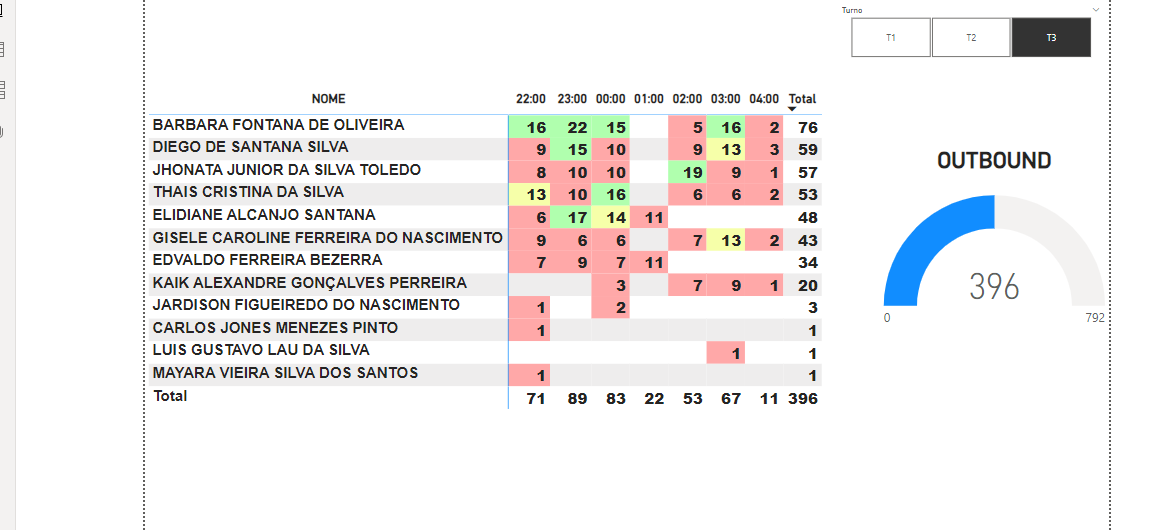 Turno
T1 T2 T3
NOME 22:00 23:00 00:00 01:00 02:00 03:00 04:00 Total
BARBARA FONTANA DE OLIVEIRA 16 22 15 5 16 2 76
DIEGO DE SANTANA SILVA 9 15 10 9 13 3 59
JHONATA JUNIOR DA SILVA TOLEDO 8 10 10 19 9 1 57
THAIS CRISTINA DA SILVA 13 10 16 6 6 2 53
ELIDIANE ALCANJO SANTANA 6 17 14 11 48
GISELE CAROLINE FERREIRA DO NASCIMENTO 9 6 6 7 13 2 43
EDVALDO FERREIRA BEZERRA 7 9 7 11 34
KAIK ALEXANDRE GONÇALVES PERREIRA 3 7 9 1 20
JARDISON FIGUEIREDO DO NASCIMENTO 1 2 3
CARLOS JONES MENEZES PINTO 1 1
LUIS GUSTAVO LAU DA SILVA 1 1
MAYARA VIEIRA SILVA DOS SANTOS 1 1
Total 71 89 83 22 53 67 11 396
OUTBOUND
396
0 792